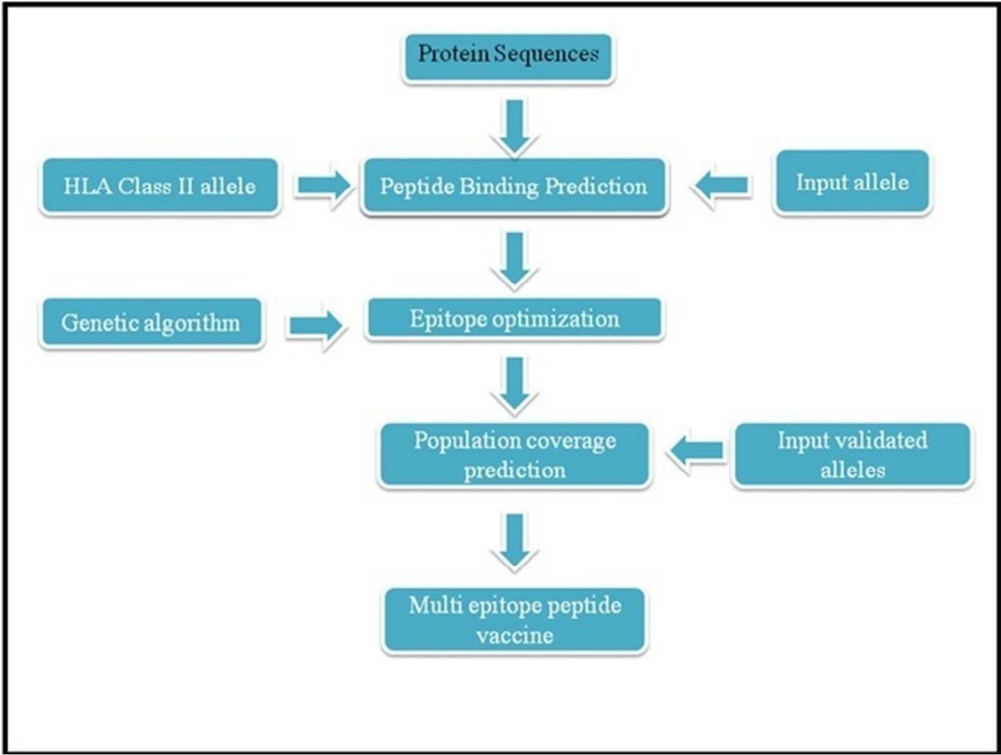 Protein Sequences
HLA Class II allele
Peptide Binding Prediction
Input allele
Genetic algorithm
Epitope optimization
Population coverage
prediction
Input validated
alleles
Multi epitope peptide
vaccine